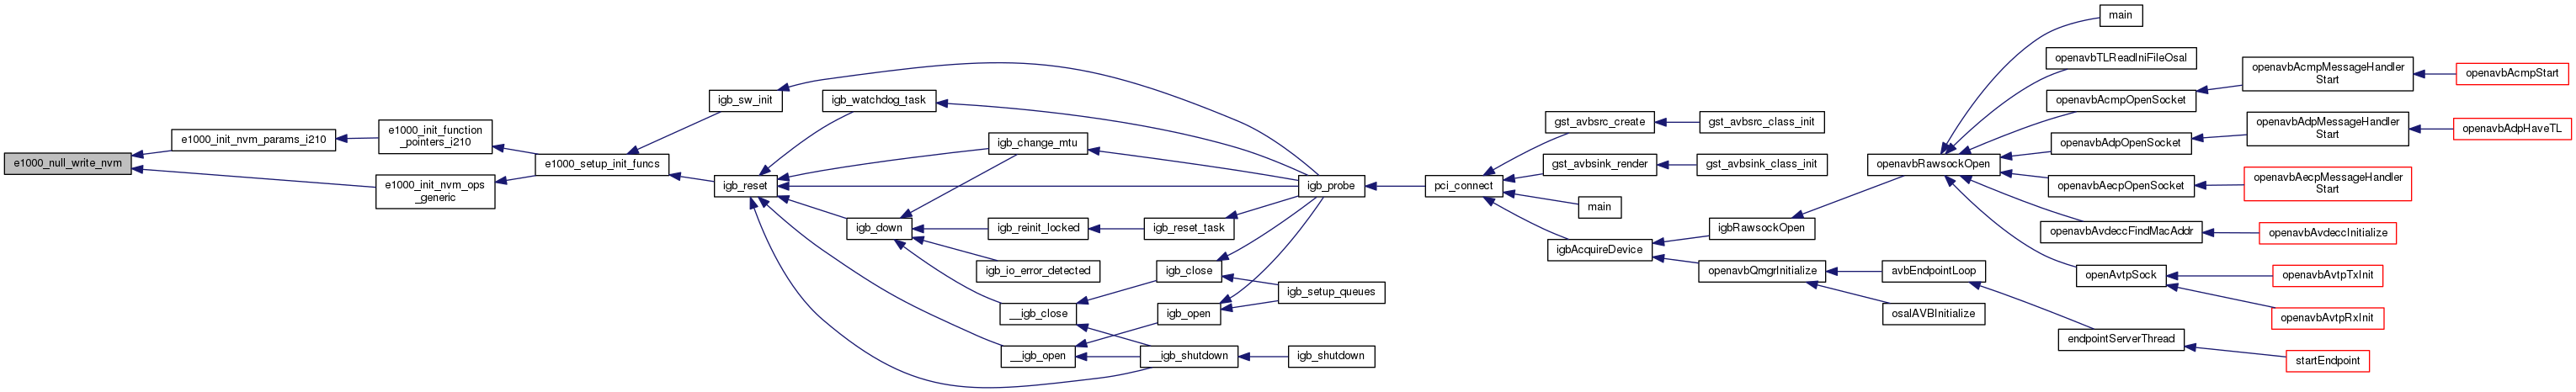 e1000_null_write_nvm
e1000_init_nvm_params_i210
e1000_init_function
_pointers_i210
e1000_init_nvm_ops
_generic
e1000_setup_init_funcs
igb_sw_init
igb_reset
igb_watchdog_task
igb_change_mtu
igb_down
igb_reinit_locked
igb_io_error_detected
__igb_close
__igb_open
igb_reset_task
igb_close
igb_open
__igb_shutdown
igb_probe
igb_setup_queues
igb_shutdown
pci_connect
gst_avbsrc_create
gst_avbsink_render
main
igbAcquireDevice
gst_avbsrc_class_init
gst_avbsink_class_init
igbRawsockOpen
openavbQmgrInitialize
openavbRawsockOpen
avbEndpointLoop
osalAVBInitialize
main
openavbTLReadIniFileOsal
openavbAcmpOpenSocket
openavbAdpOpenSocket
openavbAecpOpenSocket
openavbAvdeccFindMacAddr
openAvtpSock
endpointServerThread
openavbAcmpMessageHandler
Start
openavbAdpMessageHandler
Start
openavbAecpMessageHandler
Start
openavbAvdeccInitialize
openavbAvtpTxInit
openavbAvtpRxInit
startEndpoint
openavbAcmpStart
openavbAdpHaveTL